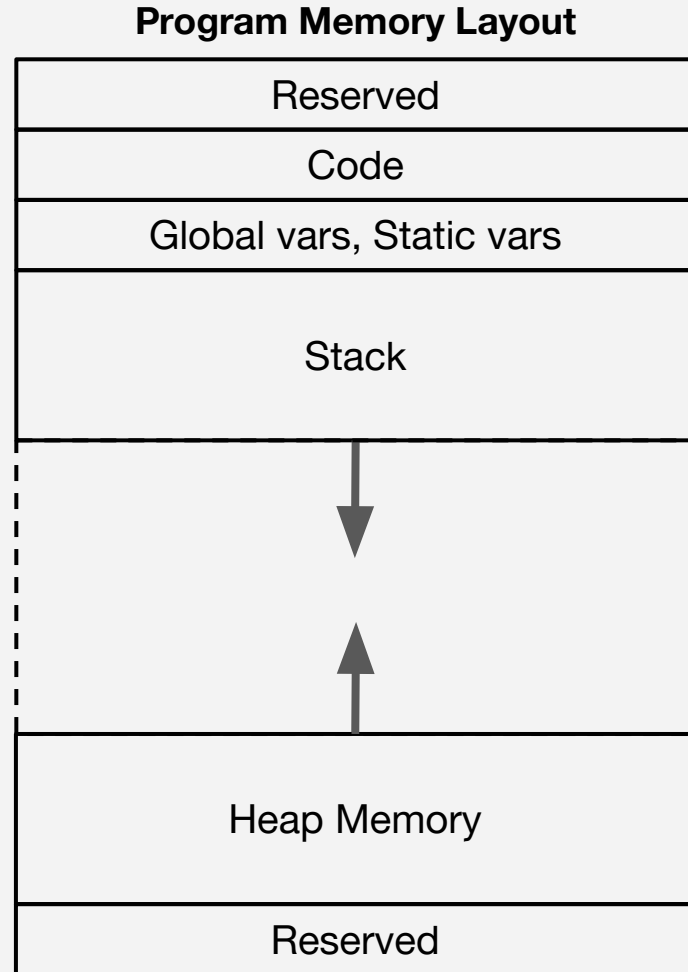 Program Memory Layout
Reserved
Code
Global vars, Static vars
Stack
Heap Memory
Reserved